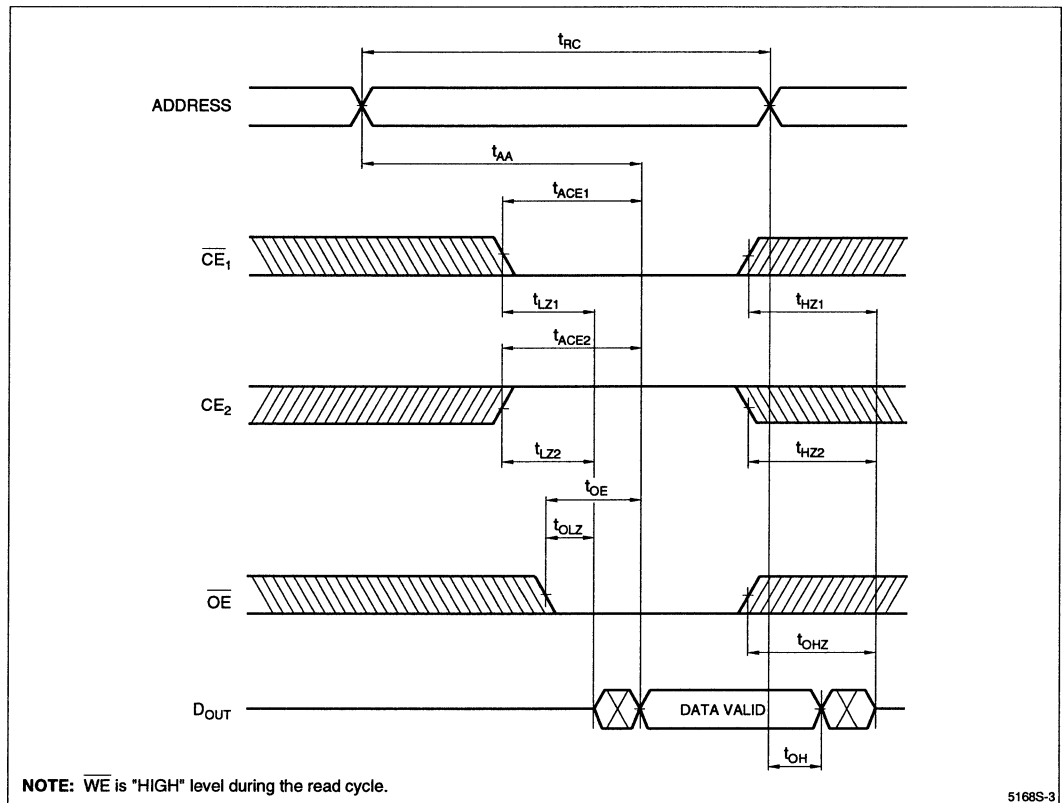 tRC
ADDRESS
tAA
tACE1
CE1
tLZ1
tHZ1
tACE2
CE2
tLZ2
tHZ2
tOE
tOLZ
OE
tOHZ
DOUT
DATA VALID
tOH
NOTE: WE is "HIGH" level during the read cycle.
5168S-3